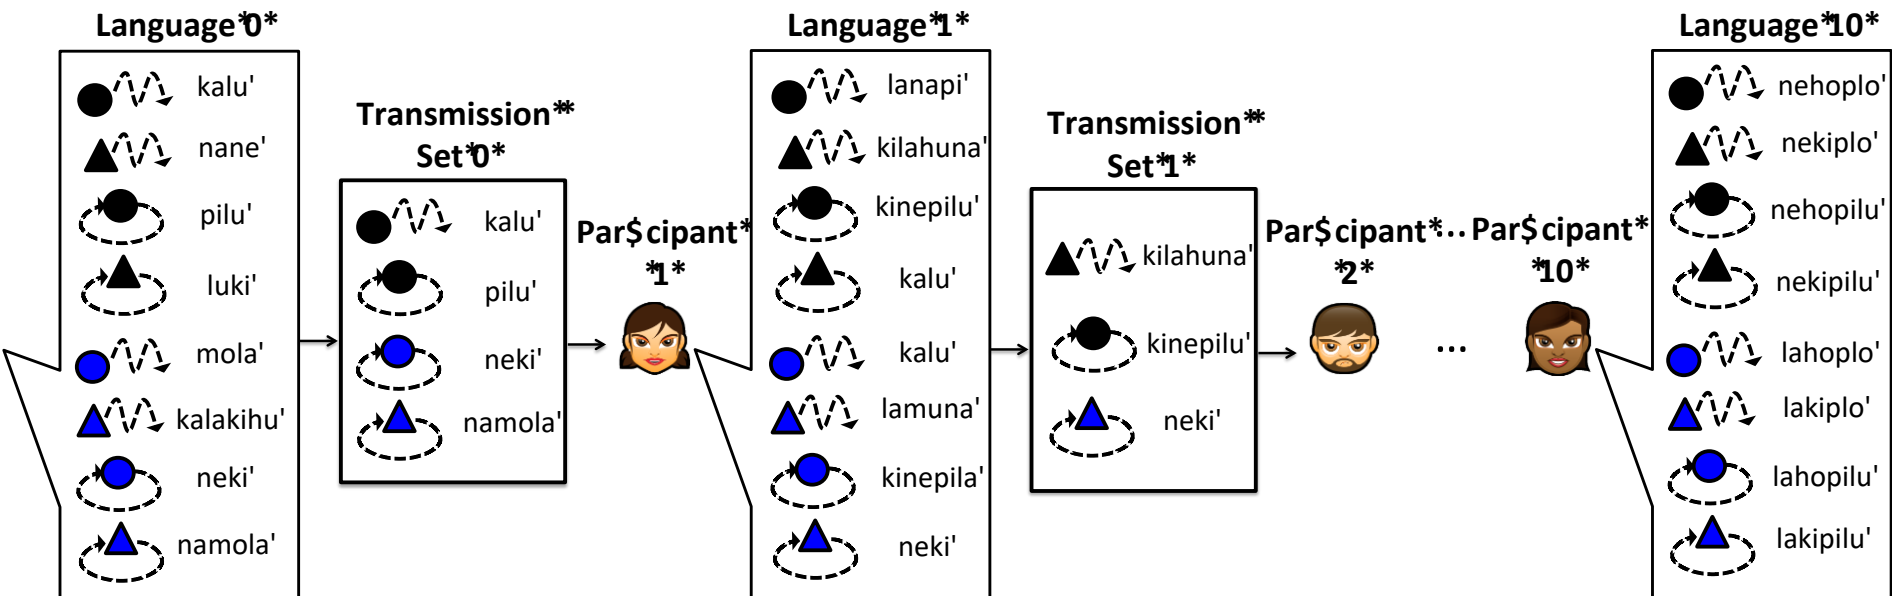 Language*0*
kalu'
nane'
pilu'
luki'
mola'
kalakihu'
neki'
namola'
Transmission**
Set*0*
kalu'
pilu'
neki'
namola'
Par$cipant*
*1*
Language*1*
lanapi'
kilahuna'
kinepilu'
kalu'
kalu'
lamuna'
kinepila'
neki'
Transmission**
Set*1*
kilahuna'
kinepilu'
neki'
Par$cipant*
*2*
...
...
Par$cipant*
*10*
Language*10*
nehoplo'
nekiplo'
nehopilu'
nekipilu'
lahoplo'
lakiplo'
lahopilu'
lakipilu'